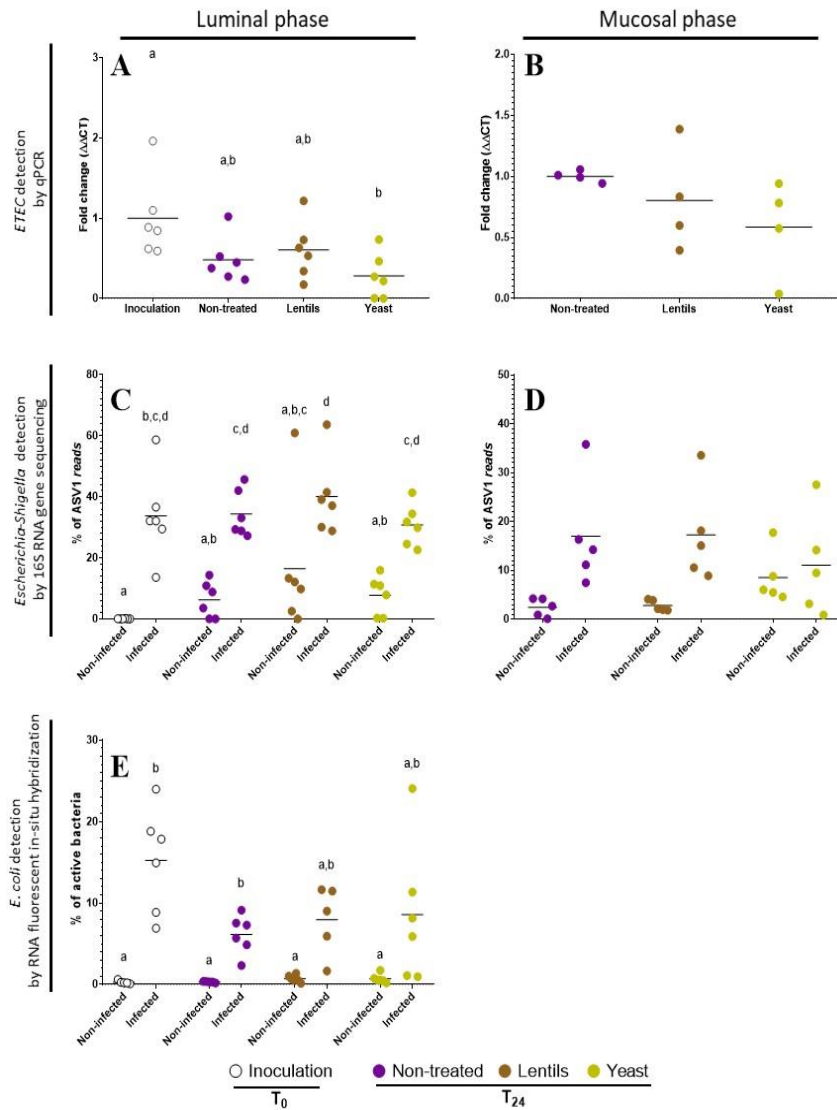 Luminal phase
Mucosal phase
ETEC detection
by qPCR
A
Fold change (ΔΔCT)
3
2
1
0
a
a,b
a,b
b
Inoculation
Non-treated
Lentils
Yeast
B
Fold change (ΔΔCT)
2.0
1.5
1.0
0.5
0.0
Non-treated
Lentils
Yeast
Escherichia-Shigella detection
by 16S RNA gene sequencing
C
% of ASV1 reads
80
60
40
20
0
a
b,c,d
a,b
c,d
a,b,c
d
a,b
c,d
Non-infected
Infected
Non-infected
Infected
Non-infected
Infected
Non-infected
Infected
D
% of ASV1 reads
50
40
30
20
10
0
Non-infected
Infected
Non-infected
Infected
Non-infected
Infected
E. coli detection
by RNA fluorescent in-situ hybridization
E
% of active bacteria
30
20
10
0
a
b
a
b
a
a,b
a
a,b
Non-infected
Infected
Non-infected
Infected
Non-infected
Infected
Non-infected
Infected
Inoculation
Non-treated
Lentils
Yeast
T0
T24